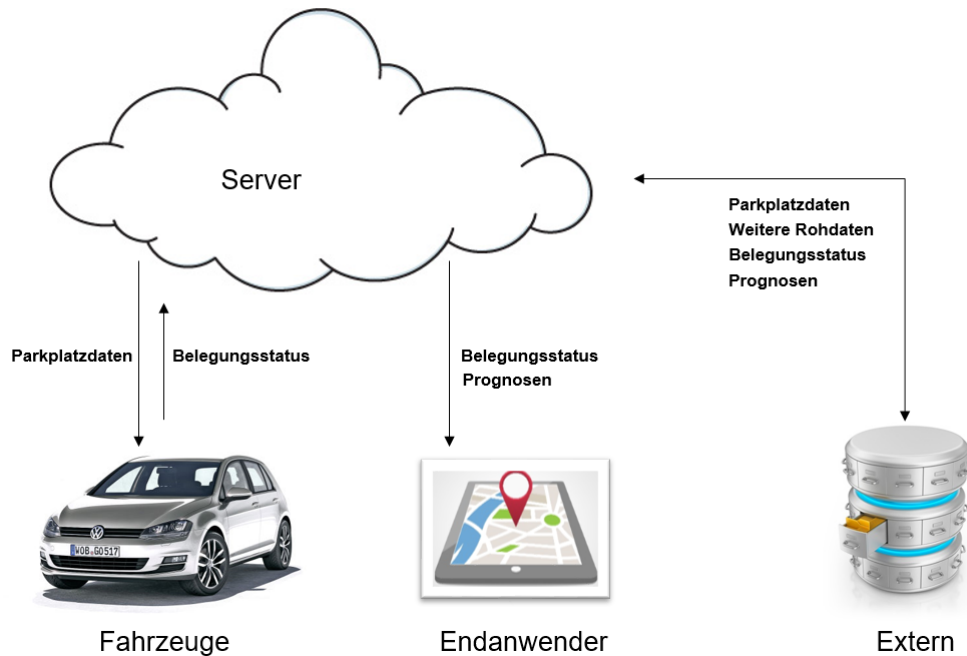 Server
Parkplatzdaten
Weitere Rohdaten
Belegungsstatus
Prognosen
Parkplatzdaten
Belegungsstatus
Belegungsstatus
Prognosen
WOB GO517
Fahrzeuge
Endanwender
Extern